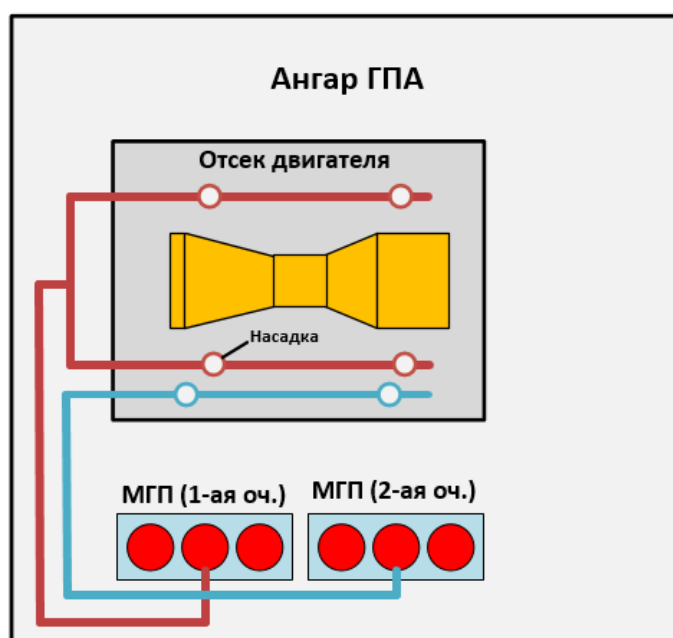 Ангар ГПА
Отсек двигателя
Насадка
МГП (1-ая оч.)
МГП (2-ая оч.)